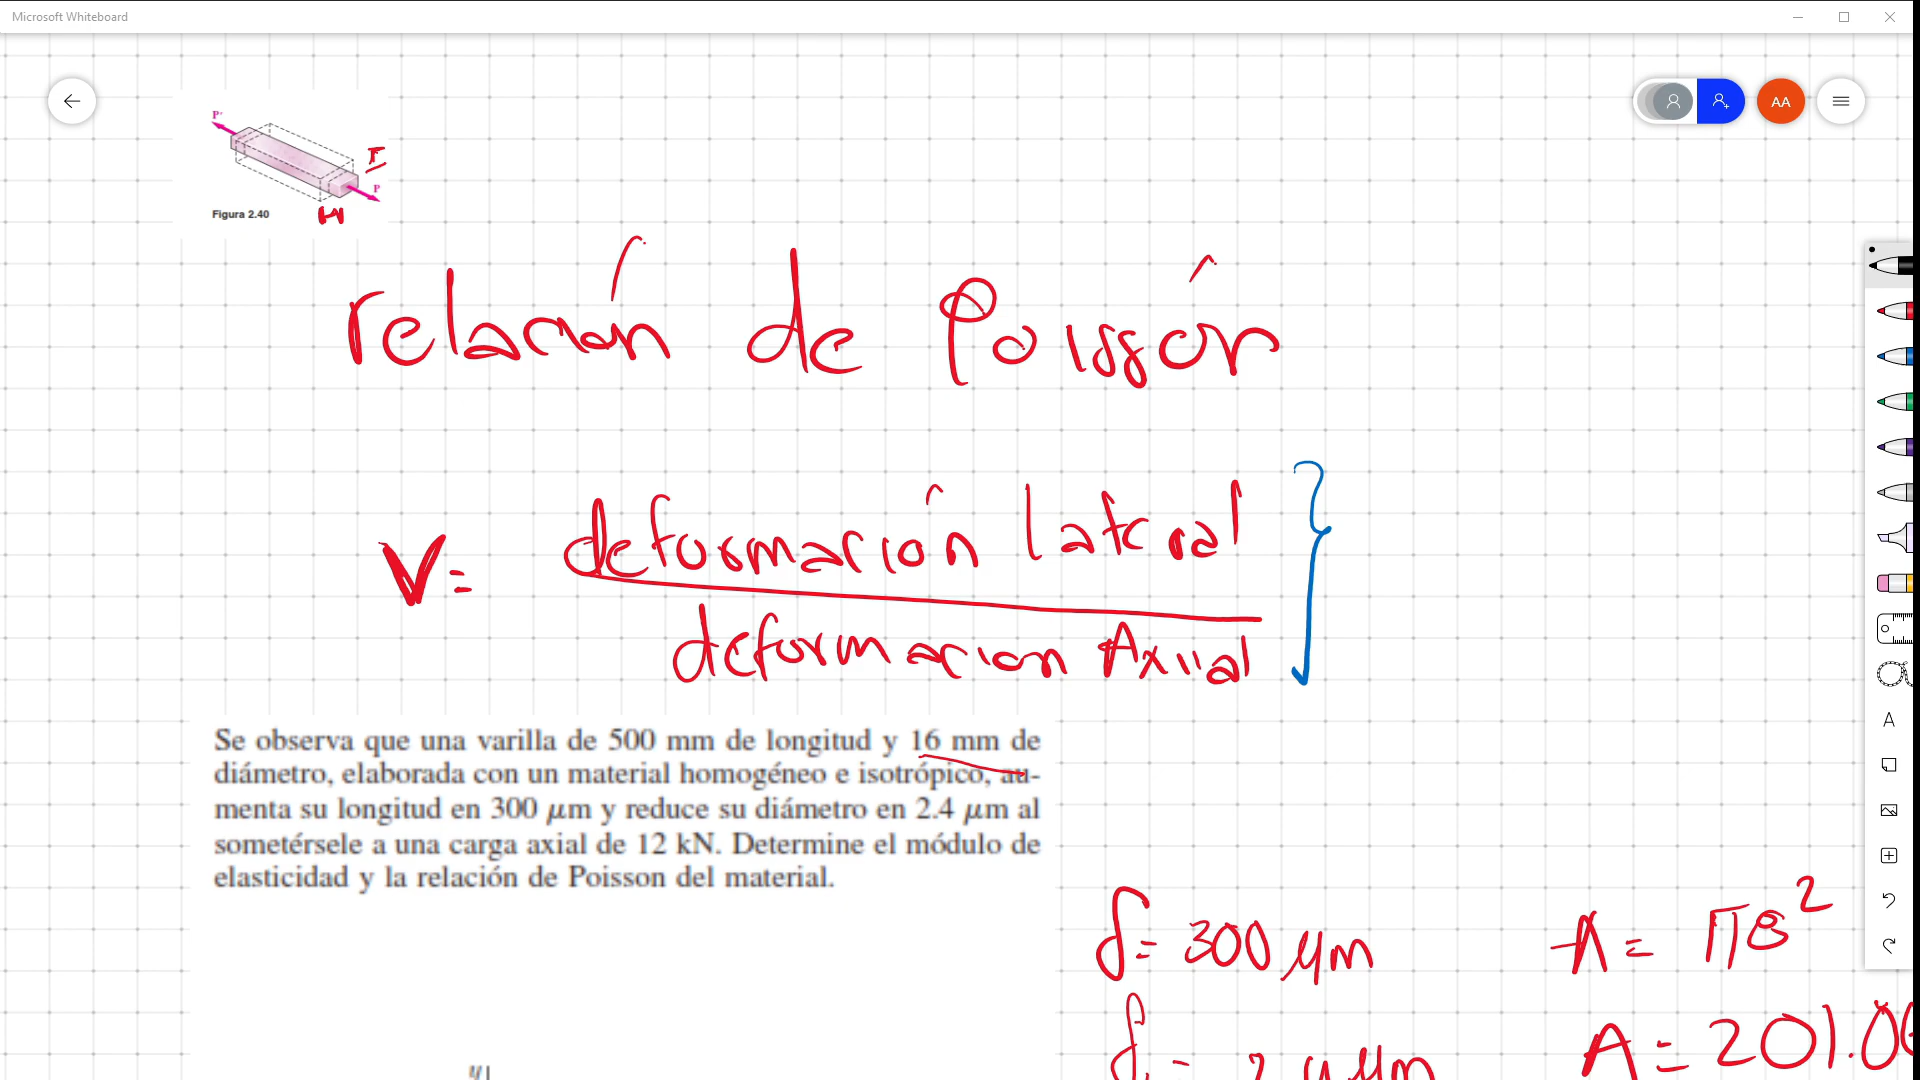 Microsoft Whiteboard
AA
P'
P
Figura 2.40
relación de Poissón
V= deformación lateral
deformacion Axial
Se observa que una varilla de 500 mm de longitud y 16 mm de
diámetro, elaborada con un material homogéneo e isotrópico, au-
menta su longitud en 300 μm y reduce su diámetro en 2.4 μm al
sometérsele a una carga axial de 12 kN. Determine el módulo de
elasticidad y la relación de Poisson del material.
δ= 300 μm
A= π8²
A= 201.0
A